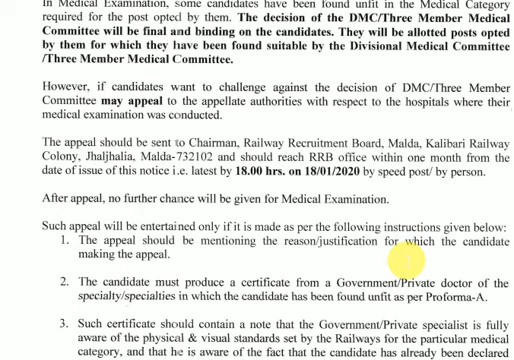 In Medical Examination, some candidates have been found unfit in the Medical Category
required for the post opted by them. The decision of the DMC/Three Member Medical
Committee will be final and binding on the candidates. They will be allotted posts opted
by them for which they have been found suitable by the Divisional Medical Committee
/Three Member Medical Committee.
However, if candidates want to challenge against the decision of DMC/Three Member
Committee may appeal to the appellate authorities with respect to the hospitals where their
medical examination was conducted.
The appeal should be sent to Chairman, Railway Recruitment Board, Malda, Kalibari Railway
Colony, Jhaljhalia, Malda-732102 and should reach RRB office within one month from the
date of issue of this notice i.e. latest by 18.00 hrs. on 18/01/2020 by speed post/ by person.
After appeal, no further chance will be given for Medical Examination.
Such appeal will be entertained only if it is made as per the following instructions given below:
1. The appeal should be mentioning the reason/justification for which the candidate
making the appeal.
2. The candidate must produce a certificate from a Government/Private doctor of the
specialty/specialties in which the candidate has been found unfit as per Proforma-A.
3. Such certificate should contain a note that the Government/Private specialist is fully
aware of the physical & visual standards set by the Railways for the particular medical
category, and that he is aware of the fact that the candidate has already been declared